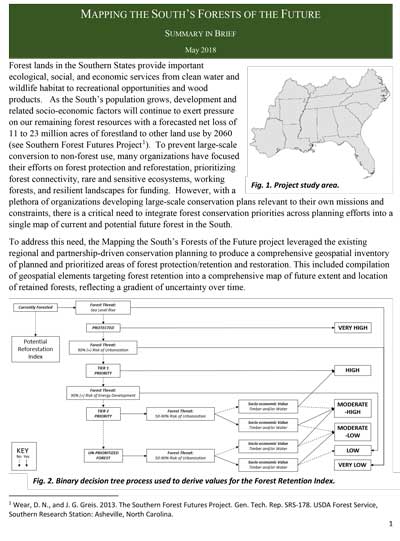 MAPPING THE SOUTH'S FORESTS OF THE FUTURE
SUMMARY IN BRIEF
May 2018
Forest lands in the Southern States provide important
ecological, social, and economic services from clean water and
wildlife habitat to recreational opportunities and wood
products.   As the South's population grows, development and
related socio-economic factors will continue to exert pressure
on our remaining forest resources with a forecasted net loss of
11 to 23 million acres of forestland to other land use by 2060
(see Southern Forest Futures Project¹).  To prevent large-scale
conversion to non-forest use, many organizations have focused
their efforts on forest protection and reforestation, prioritizing
forest connectivity, rare and sensitive ecosystems, working
forests, and resilient landscapes for funding.  However, with a
plethora of organizations developing large-scale conservation plans relevant to their own missions and
constraints, there is a critical need to integrate forest conservation priorities across planning efforts into a
single map of current and potential future forest in the South.
Fig. 1. Project study area.
To address this need, the Mapping the South's Forests of the Future project leveraged the existing
regional and partnership-driven conservation planning to produce a comprehensive geospatial inventory
of planned and prioritized areas of forest protection/retention and restoration. This included compilation
of geospatial elements targeting forest retention into a comprehensive map of future extent and location
of retained forests, reflecting a gradient of uncertainty over time.
Currently Forested
Forest Threat:
Sea Level Rise
PROTECTED
VERY HIGH
Potential
Reforestation
Index
Forest Threat:
90% (+) Risk of Urbanization
TIER 1
PRIORITY
HIGH
Forest Threat:
90% (+) Risk of Energy Development
TIER 2
PRIORITY
Forest Threat:
50-90% Risk of Urbanization
Socio-economic Value
Timber and/or Water
MODERATE
-HIGH
Socio-economic Value
Timber and/or Water
MODERATE
-LOW
Socio-economic Value
Timber and/or Water
LOW
KEY
No Yes
UN-PRIORITIZED
FOREST
Forest Threat:
50-90% Risk of Urbanization
Socio-economic Value
Timber and/or Water
VERY LOW
Fig. 2. Binary decision tree process used to derive values for the Forest Retention Index.
¹ Wear, D. N., and J. G. Greis. 2013. The Southern Forest Futures Project. Gen. Tech. Rep. SRS-178. USDA Forest Service,
Southern Research Station: Asheville, North Carolina.
1